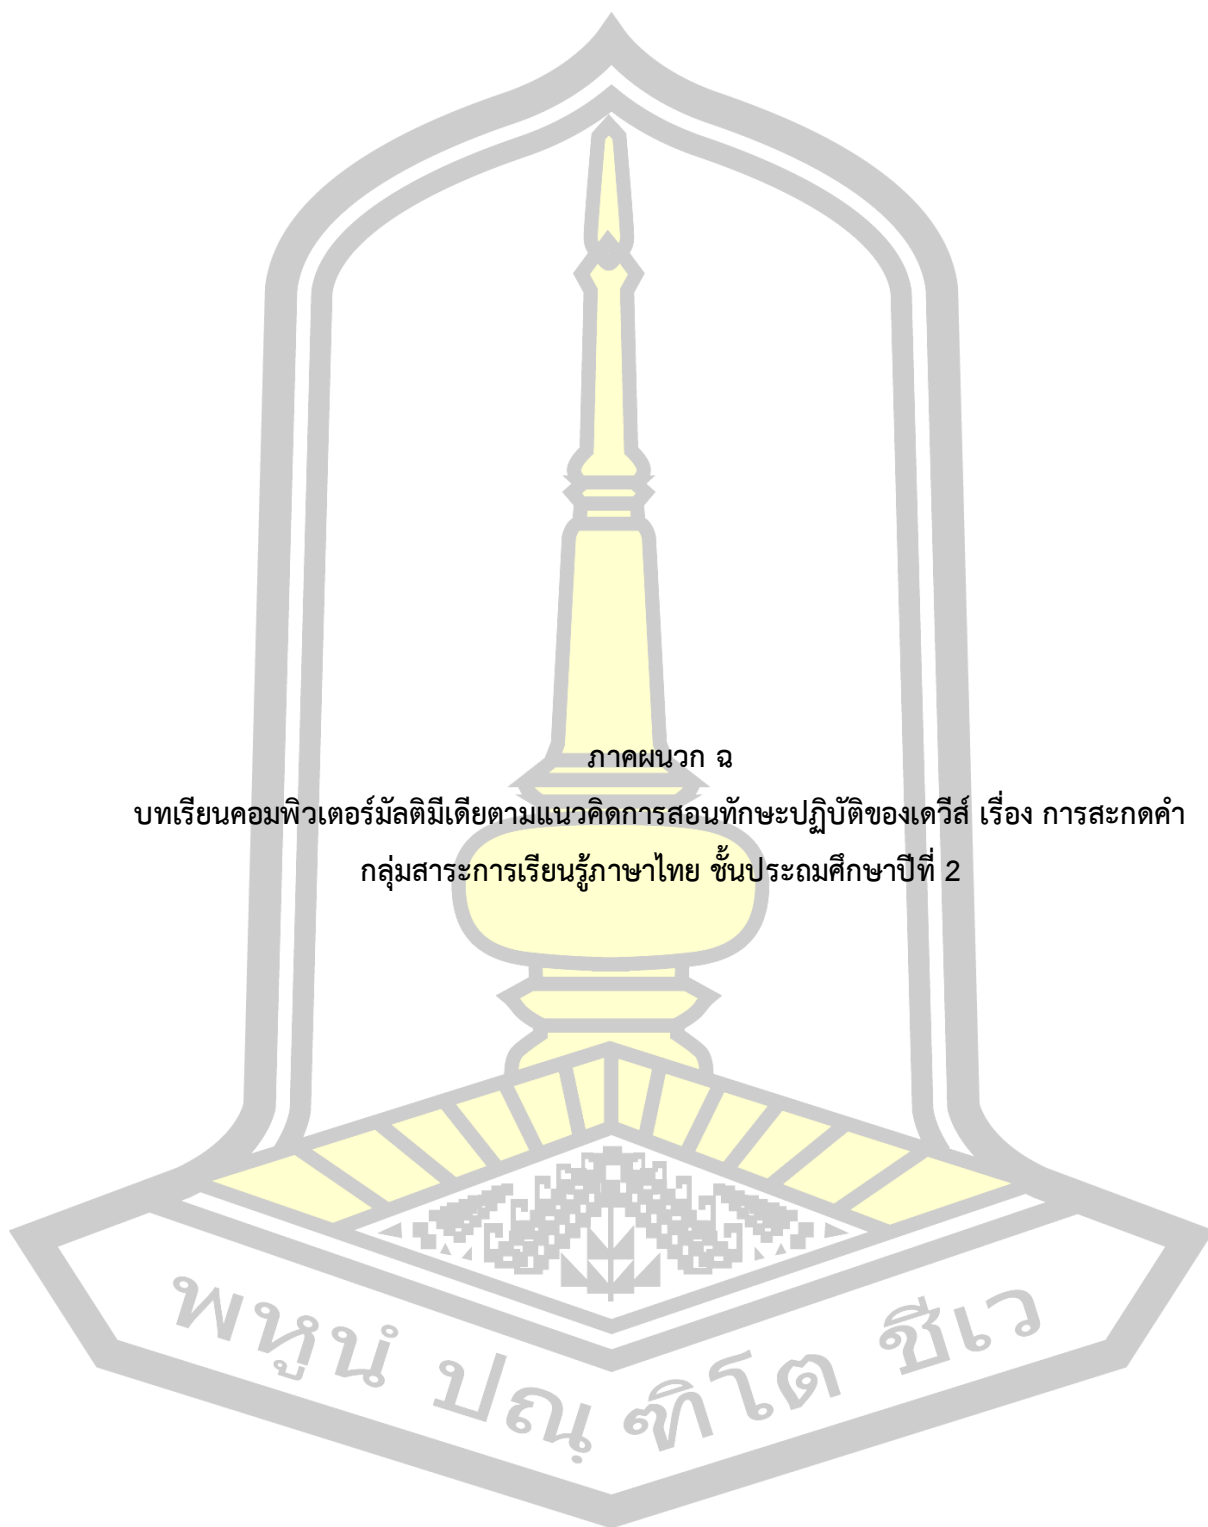 ภาคผนวก ฉ
บทเรียนคอมพิวเตอร์มัลติมีเดียตามแนวคิดการสอนทักษะปฏิบัติของเดวีส์ เรื่อง การสะกดคำ
กลุ่มสาระการเรียนรู้ภาษาไทย ชั้นประถมศึกษาปีที่ 2
พหูนํ ปณฺฑิโต ชีเว